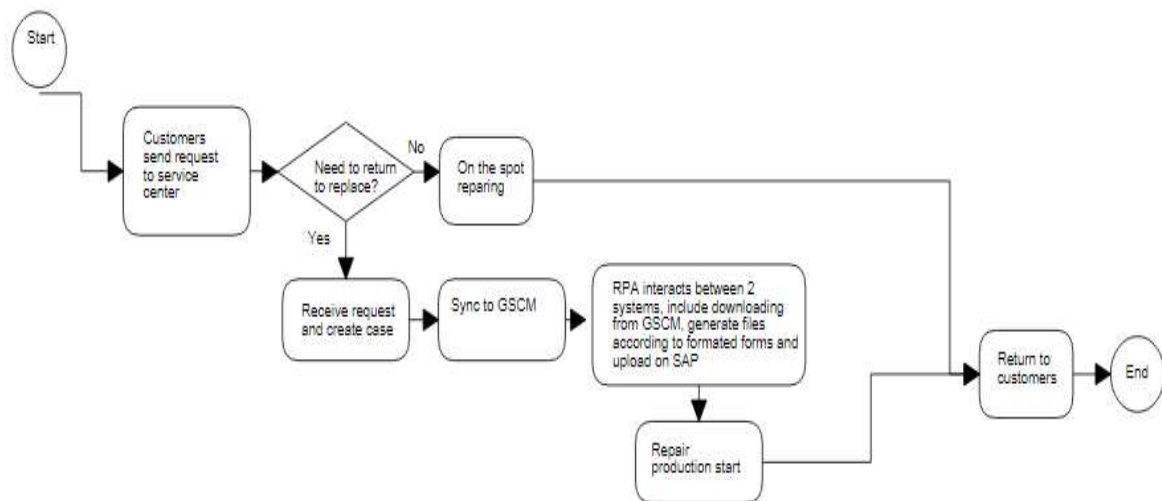 Start
Customers
send request
to service
center
Need to return
to replace?
No
On the spot
reparing
Yes
Receive request
and create case
Sync to GSCM
RPA interacts between 2
systems, include downloading
from GSCM, generate files
according to formated forms and
upload on SAP
Repair
production start
Return to
customers
End